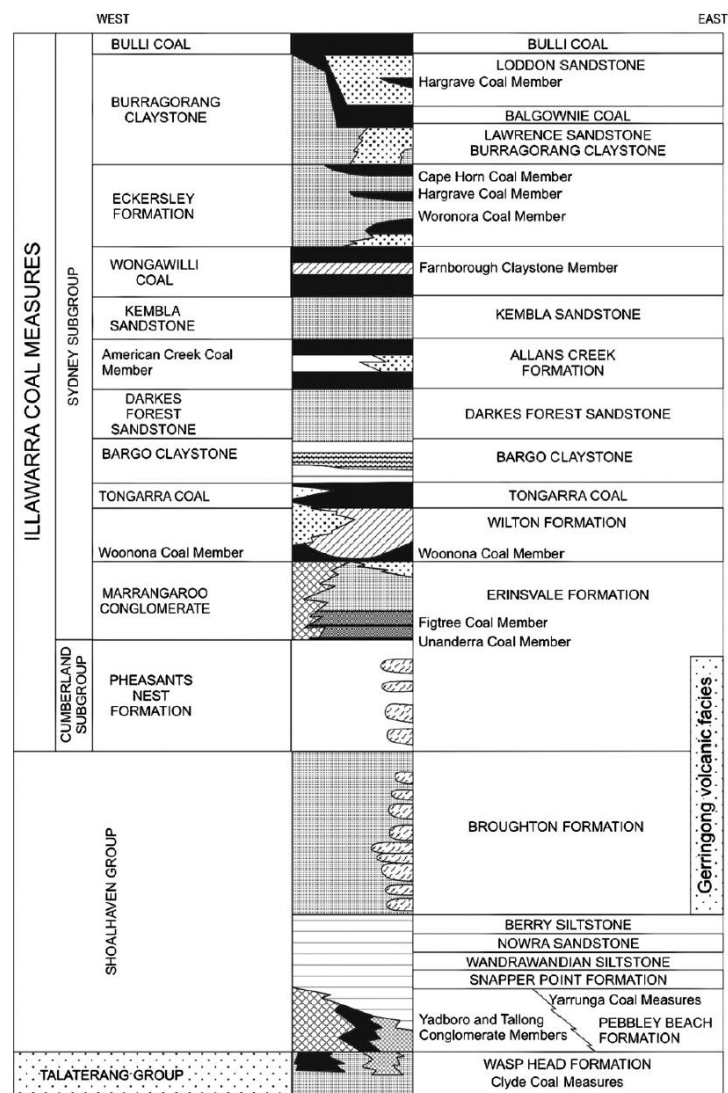 WEST
EAST
ILLAWARRA COAL MEASURES
SYDNEY SUBGROUP
BULLI COAL
BULLI COAL
BURRAGORANG
CLAYSTONE
LODDON SANDSTONE
Hargrave Coal Member
BALGOWNIE COAL
LAWRENCE SANDSTONE
BURRAGORANG CLAYSTONE
ECKERSLEY
FORMATION
Cape Horn Coal Member
Hargrave Coal Member
Woronora Coal Member
WONGAWILLI
COAL
Farnborough Claystone Member
KEMBLA
SANDSTONE
KEMBLA SANDSTONE
American Creek Coal
Member
ALLANS CREEK
FORMATION
DARKES
FOREST
SANDSTONE
DARKES FOREST SANDSTONE
BARGO CLAYSTONE
BARGO CLAYSTONE
TONGARRA COAL
TONGARRA COAL
WILTON FORMATION
Woonona Coal Member
Woonona Coal Member
MARRANGAROO
CONGLOMERATE
ERINSVALE FORMATION
Figtree Coal Member
Unanderra Coal Member
CUMBERLAND
SUBGROUP
PHEASANTS
NEST
FORMATION
Gerringong volcanic facies
SHOALHAVEN GROUP
BROUGHTON FORMATION
BERRY SILTSTONE
NOWRA SANDSTONE
WANDRAWANDIAN SILTSTONE
SNAPPER POINT FORMATION
Yarrunga Coal Measures
Yadboro and Tallong
Conglomerate Members
PEBBLEY BEACH
FORMATION
TALATERANG GROUP
WASP HEAD FORMATION
Clyde Coal Measures